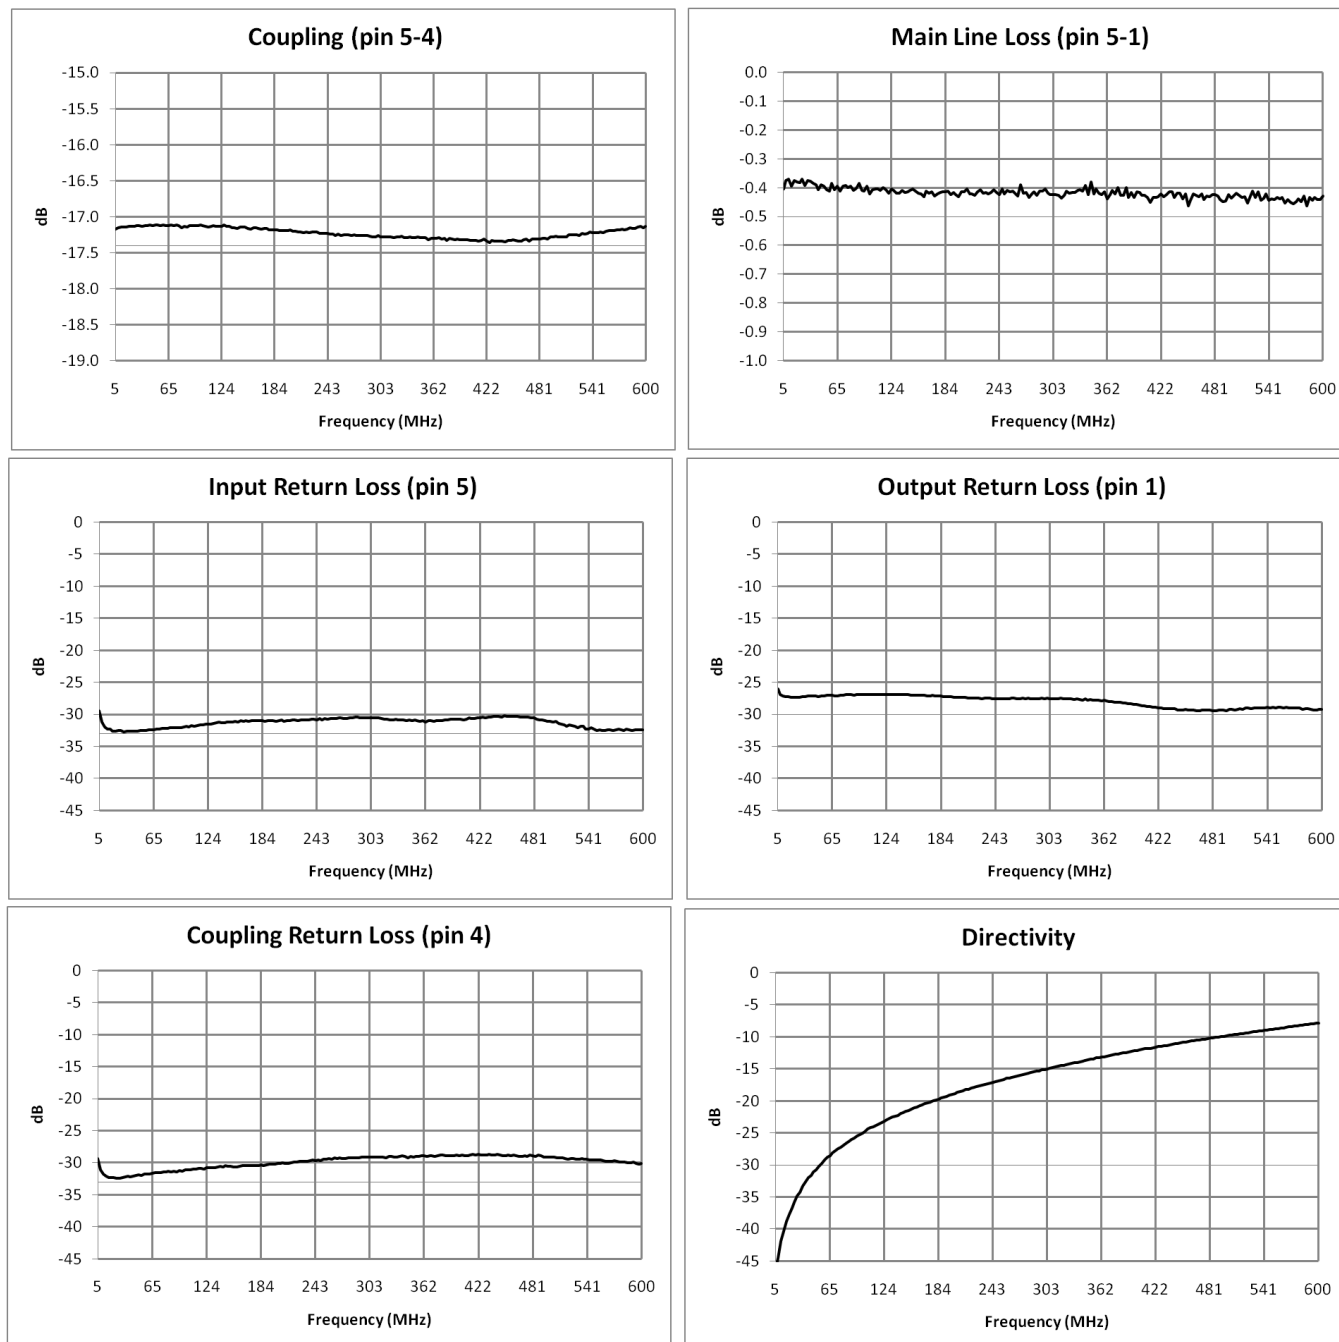 Coupling (pin 5-4)
-15.0
-15.5
-16.0
-16.5
-17.0
-17.5
-18.0
-18.5
-19.0
dB
5 65 124 184 243 303 362 422 481 541 600
Frequency (MHz)
Main Line Loss (pin 5-1)
0.0
-0.1
-0.2
-0.3
-0.4
-0.5
-0.6
-0.7
-0.8
-0.9
-1.0
dB
5 65 124 184 243 303 362 422 481 541 600
Frequency (MHz)
Input Return Loss (pin 5)
0
-5
-10
-15
-20
-25
-30
-35
-40
-45
dB
5 65 124 184 243 303 362 422 481 541 600
Frequency (MHz)
Output Return Loss (pin 1)
0
-5
-10
-15
-20
-25
-30
-35
-40
-45
dB
5 65 124 184 243 303 362 422 481 541 600
Frequency (MHz)
Coupling Return Loss (pin 4)
0
-5
-10
-15
-20
-25
-30
-35
-40
-45
dB
5 65 124 184 243 303 362 422 481 541 600
Frequency (MHz)
Directivity
0
-5
-10
-15
-20
-25
-30
-35
-40
-45
dB
5 65 124 184 243 303 362 422 481 541 600
Frequency (MHz)